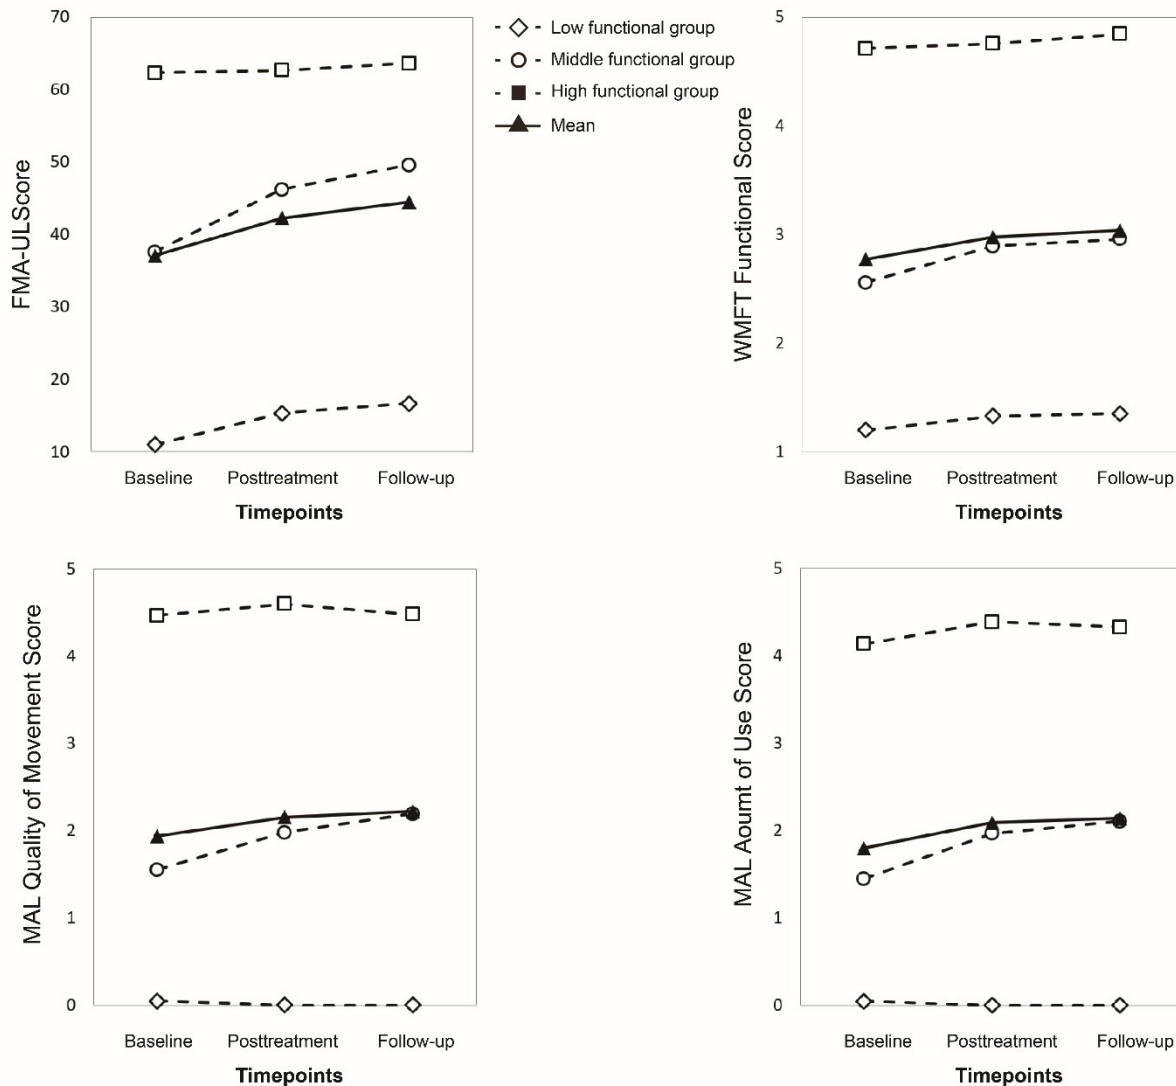 70
60
50
40
30
20
10
FMA-ULScore
Baseline Posttreatment Follow-up
Timepoints
Low functional group
Middle functional group
High functional group
Mean
5
4
3
2
1
WMFT Functional Score
Baseline Posttreatment Follow-up
Timepoints
5
4
3
2
1
0
MAL Quality of Movement Score
Baseline Posttreatment Follow-up
Timepoints
5
4
3
2
1
0
MAL Aoumt of Use Score
Baseline Posttreatment Follow-up
Timepoints